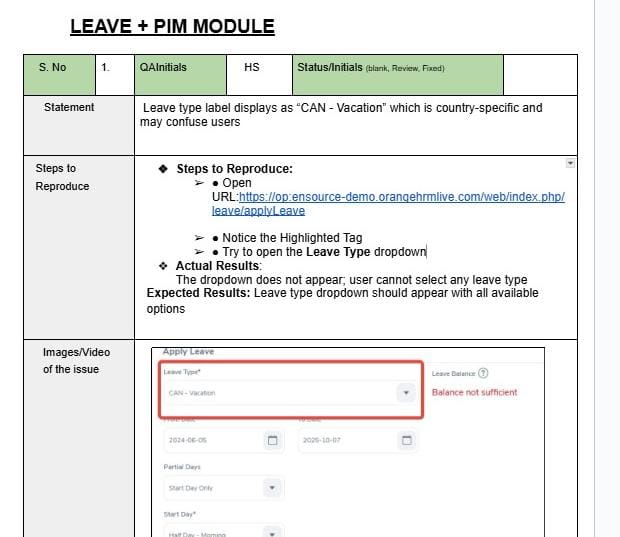 LEAVE + PIM MODULE
S. No 1. QAInitials HS Status/Initials (blank, Review, Fixed)
Statement
Leave type label displays as “CAN - Vacation” which is country-specific and
may confuse users
Steps to
Reproduce
❖ Steps to Reproduce:
➢ ● Open
URL:https://op:ensource-demo.orangehrmlive.com/web/index.php/
leave/applyLeave
➢ ● Notice the Highlighted Tag
➢ ● Try to open the Leave Type dropdown
❖ Actual Results:
The dropdown does not appear; user cannot select any leave type
Expected Results: Leave type dropdown should appear with all available
options
Images/Video
of the issue
Apply Leave
Leave Type*
CAN - Vacation
Leave Balance ?
Balance not sufficient
2024-06-05
2025-10-07
Partial Days
Start Day Only
Start Day*
Half Day - Morning